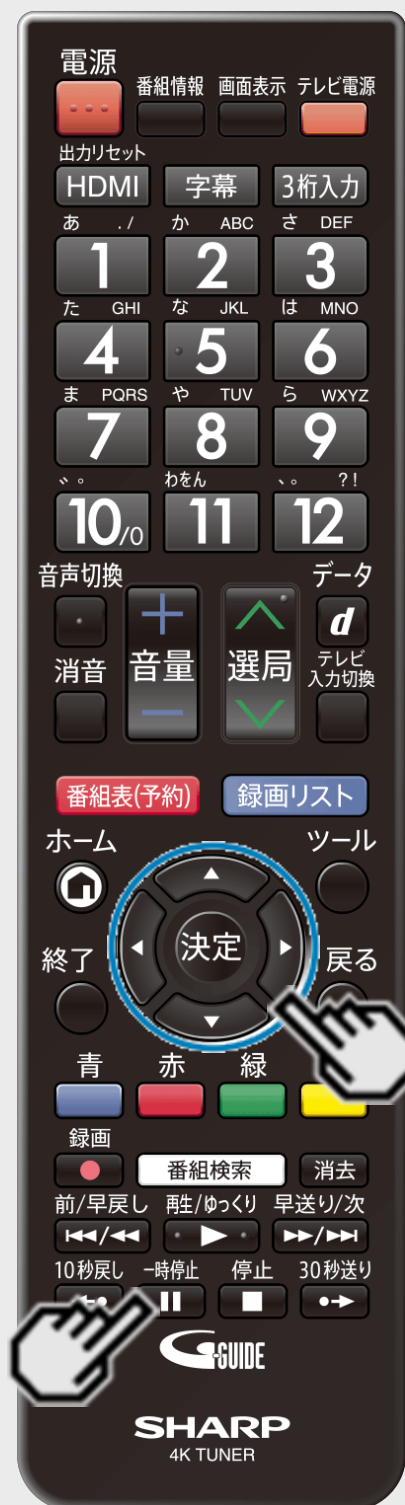 電源
番組情報 画面表示 テレビ電源
出力リセット
HDMI 字幕 3桁入力
あ ./ か ABC さ DEF
1 2 3
た GHI な JKL は MNO
4 5 6
ま PQRS や TUV ら WXYZ
7 8 9
゛゜ わをん 、。 ?!
10/0 11 12
音声切換 データ
+ d
消音 音量 選局 テレビ
入力切換
番組表(予約) 録画リスト
ホーム ツール
決定
終了 戻る
青 赤 緑
録画
番組検索 消去
前/早戻し 再生/ゆっくり 早送り/次
10秒戻し 一時停止 停止 30秒送り
G-GUIDE
SHARP
4K TUNER